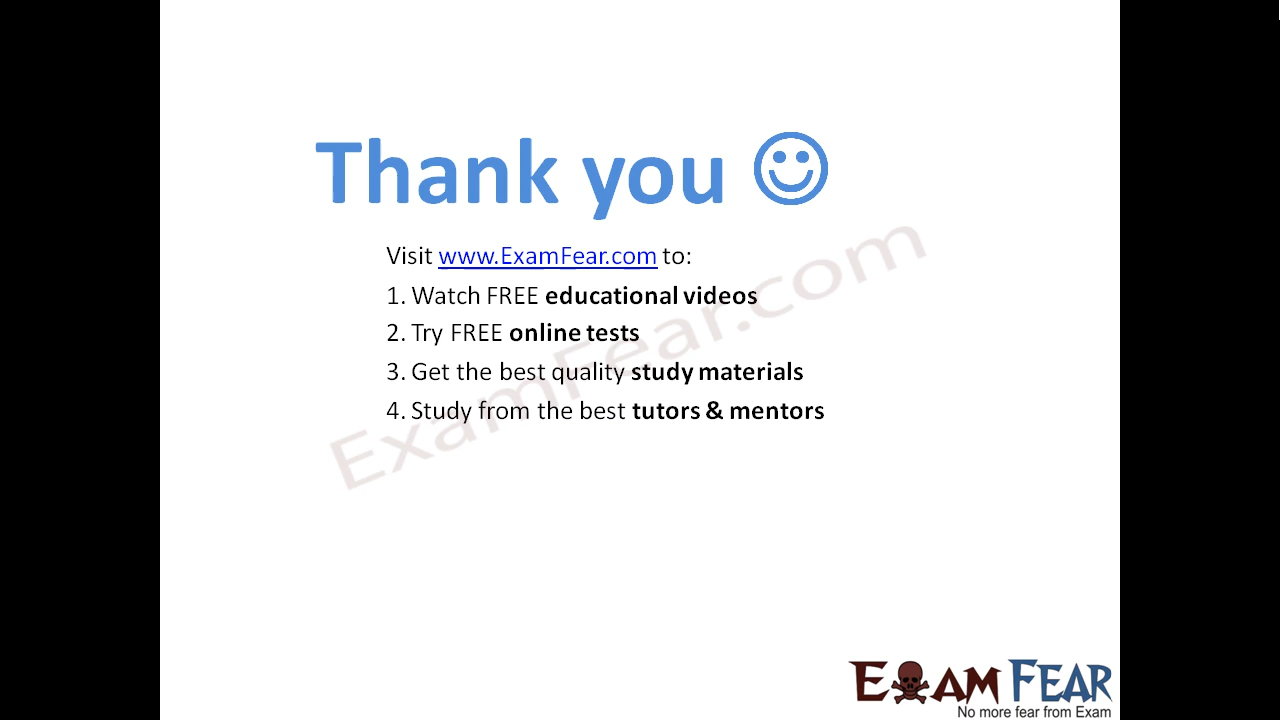 Thank you
Visit www.ExamFear.com to:
1. Watch FREE educational videos
2. Try FREE online tests
3. Get the best quality study materials
4. Study from the best tutors & mentors
ExamFear.com
EXAM FEAR
No more fear from Exam